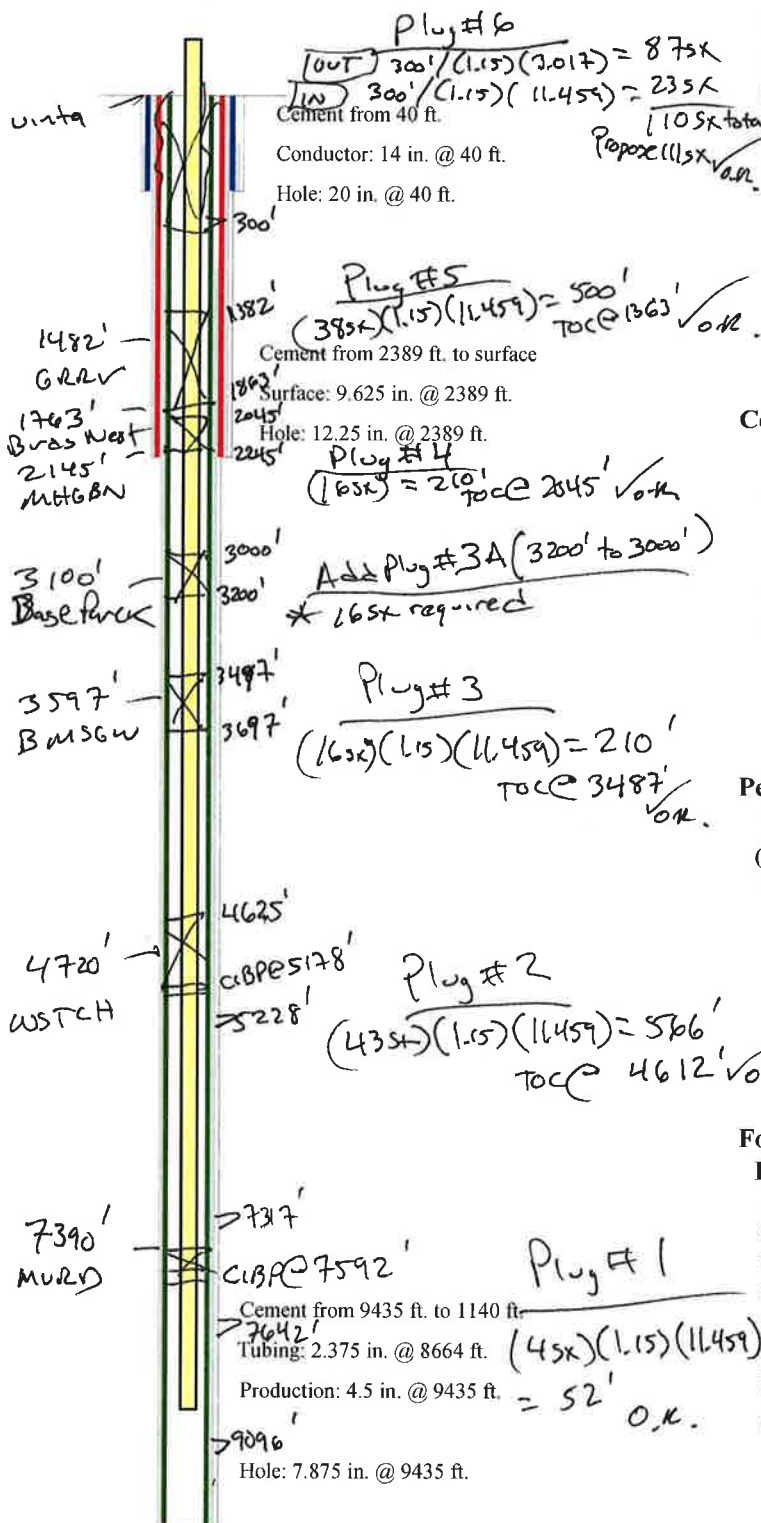 Plug #6
(OUT) 300'/(1.15)(3.017) = 87sx
(IN) 300'/(1.15)(11.459) = 23sx
110sx total
Propose 111sx ✓ O.K.
uinta
Cement from 40 ft.
Conductor: 14 in. @ 40 ft.
Hole: 20 in. @ 40 ft.
300'
Plug #5
(38sx)(1.15)(11.459) = 500'
TOC @ 1363' ✓ O.K.
1382'
1482'
GRRV
Cement from 2389 ft. to surface
1863'
Surface: 9.625 in. @ 2389 ft.
1763'
Birds Nest
2045'
Hole: 12.25 in. @ 2389 ft.
Co
2145'
MHGBN
2245'
Plug #4
(16sx) = 210'
TOC @ 2045' ✓ O.K.
3000'
Add Plug #3A (3200' to 3000')
* 16sx required
3100'
3200'
3487'
3597'
BMSGW
3697'
Plug #3
(16sx)(1.15)(11.459) = 210'
TOC @ 3487' ✓ O.K.
Pe
(
4625'
4720'
WSTCH
CIBP @ 5178'
5228'
Plug #2
(43sx)(1.15)(11.459) = 566'
TOC @ 4612' ✓ O
Fo
7317'
7390'
MURD
CIBP @ 7592'
Plug #1
(4sx)(1.15)(11.459)
= 52' O.K.
Cement from 9435 ft. to 1140 ft.
7642'
Tubing: 2.375 in. @ 8664 ft.
Production: 4.5 in. @ 9435 ft.
9096'
Hole: 7.875 in. @ 9435 ft.